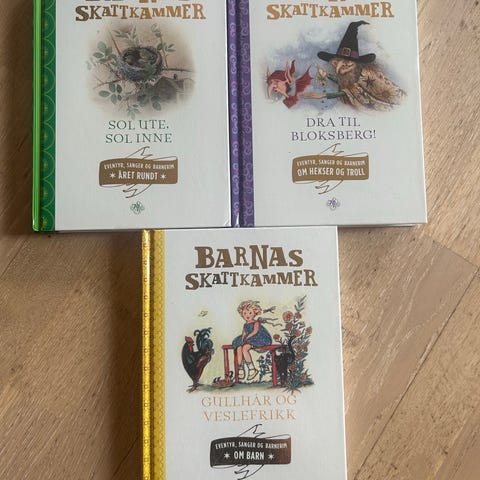 SKATTKAMMER
SOL UTE,
SOL INNE
EVENTYR, SANGER OG BARNERIM
ÅRET RUNDT
SKATTKAMMER
DRA TIL
BLOKSBERG!
EVENTYR, SANGER OG BARNERIM
OM HEKSER OG TROLL
BARNAS
SKATTKAMMER
GULLHÅR OG
VESLEFRIKK
EVENTYR, SANGER OG BARNERIM
OM BARN